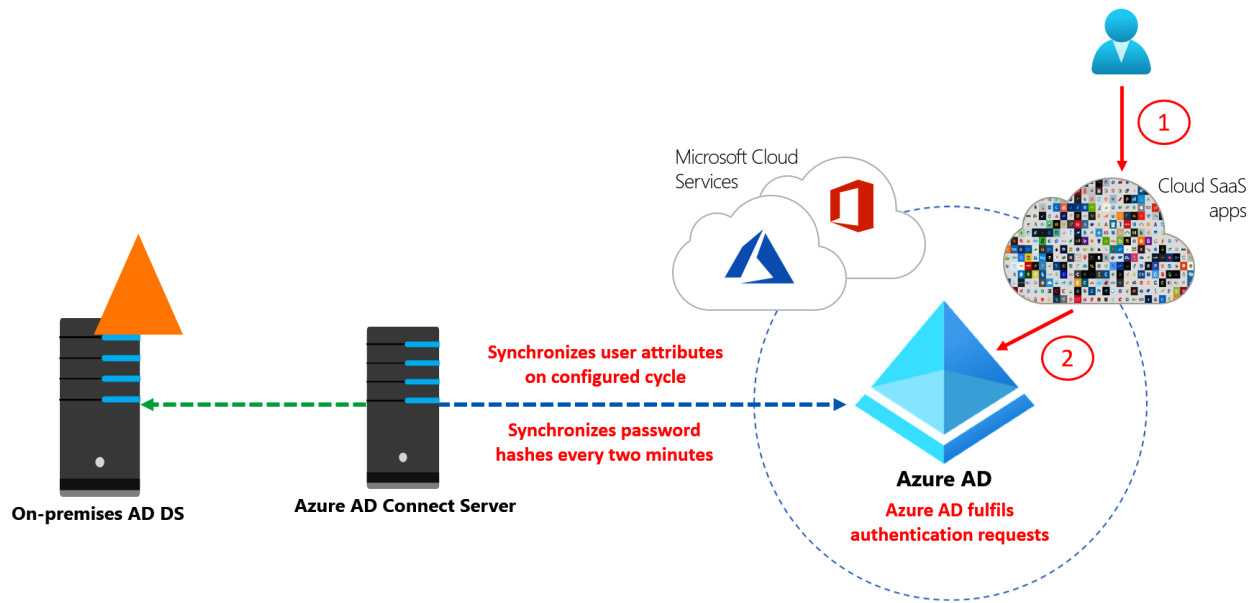 1
Microsoft Cloud
Services
Cloud SaaS
apps
2
Synchronizes user attributes
on configured cycle
Synchronizes password
hashes every two minutes
On-premises AD DS
Azure AD Connect Server
Azure AD
Azure AD fulfils
authentication requests